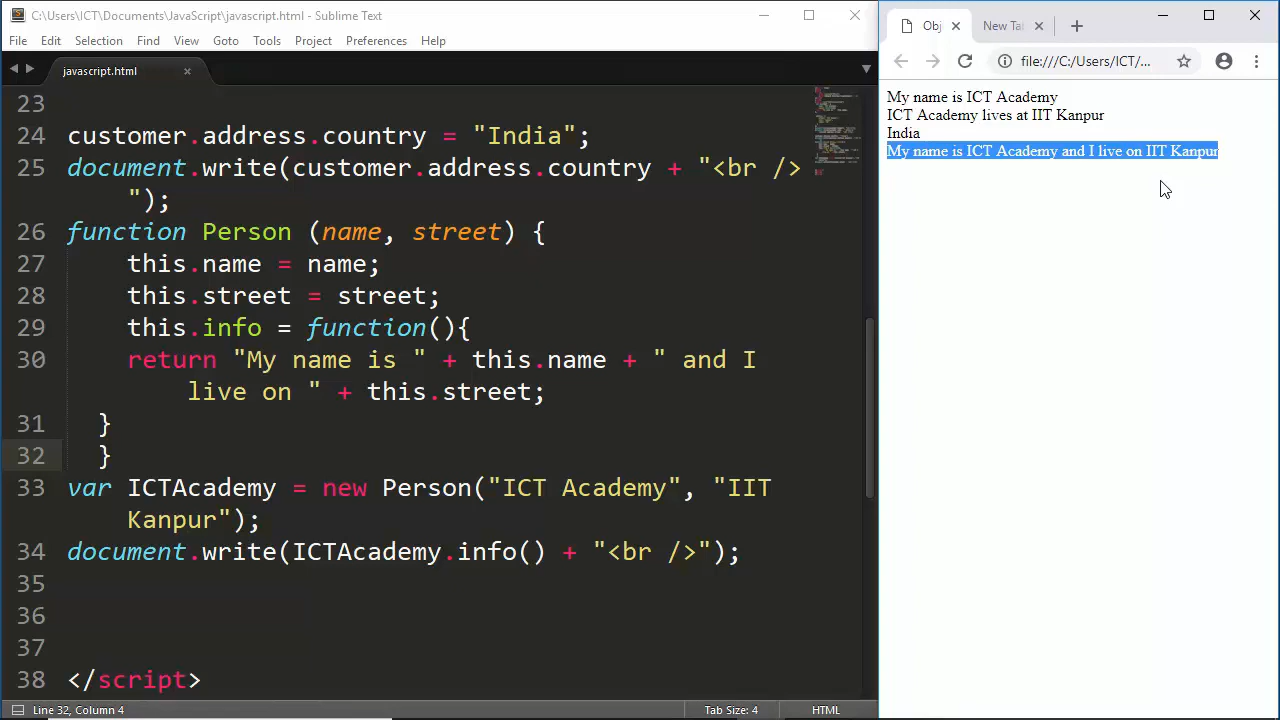 C:\Users\ICT\Documents\JavaScript\javascript.html - Sublime Text
File Edit Selection Find View Goto Tools Project Preferences Help
javascript.html
23
24 customer.address.country = "India";
25 document.write(customer.address.country + "<br />
");
26 function Person (name, street) {
27 this.name = name;
28 this.street = street;
29 this.info = function(){
30 return "My name is " + this.name + " and I
live on " + this.street;
31 }
32 }
33 var ICTAcademy = new Person("ICT Academy", "IIT
Kanpur");
34 document.write(ICTAcademy.info() + "<br />");
35
36
37
38 </script>
Line 32, Column 4 Tab Size: 4 HTML
Obj New Ta
file:///C:/Users/ICT/...
My name is ICT Academy
ICT Academy lives at IIT Kanpur
India
My name is ICT Academy and I live on IIT Kanpur